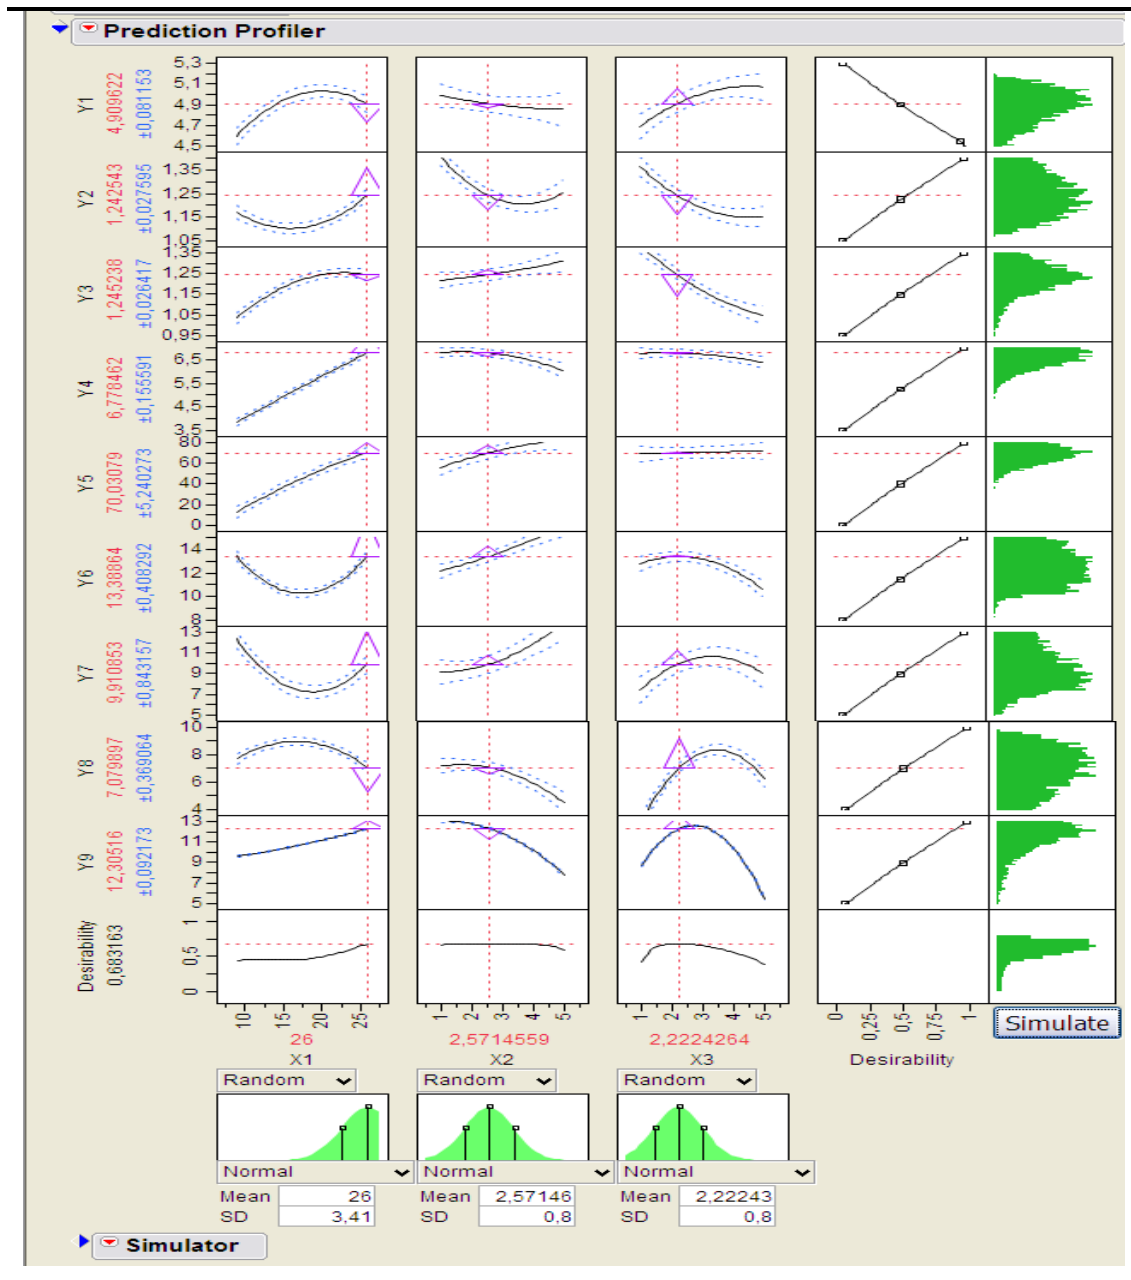 Prediction Profiler
Y1
4,909622
±0,081153
5,3
5,1
4,9
4,7
4,5
Y2
1,242543
±0,027595
1,35
1,25
1,15
1,05
Y3
1,245238
±0,026417
1,35
1,25
1,15
1,05
0,95
Y4
6,778462
±0,155591
6,5
5,5
4,5
3,5
Y5
70,03079
±5,240273
80
60
40
20
0
Y6
13,38864
±0,408292
14
12
10
8
Y7
9,910853
±0,843157
13
11
9
7
5
Y8
7,079897
±0,369064
10
8
6
4
Y9
12,30516
±0,092173
13
11
9
7
5
Desirability
0,683163
1
0,5
0
10 15 20 25
1 2 3 4 5
1 2 3 4 5
0 0,25 0,5 0,75 1
Simulate
26 2,5714559 2,2224264
X1 X2 X3 Desirability
Random Random Random
Normal Normal Normal
Mean 26 Mean 2,57146 Mean 2,22243
SD 3,41 SD 0,8 SD 0,8
Simulator